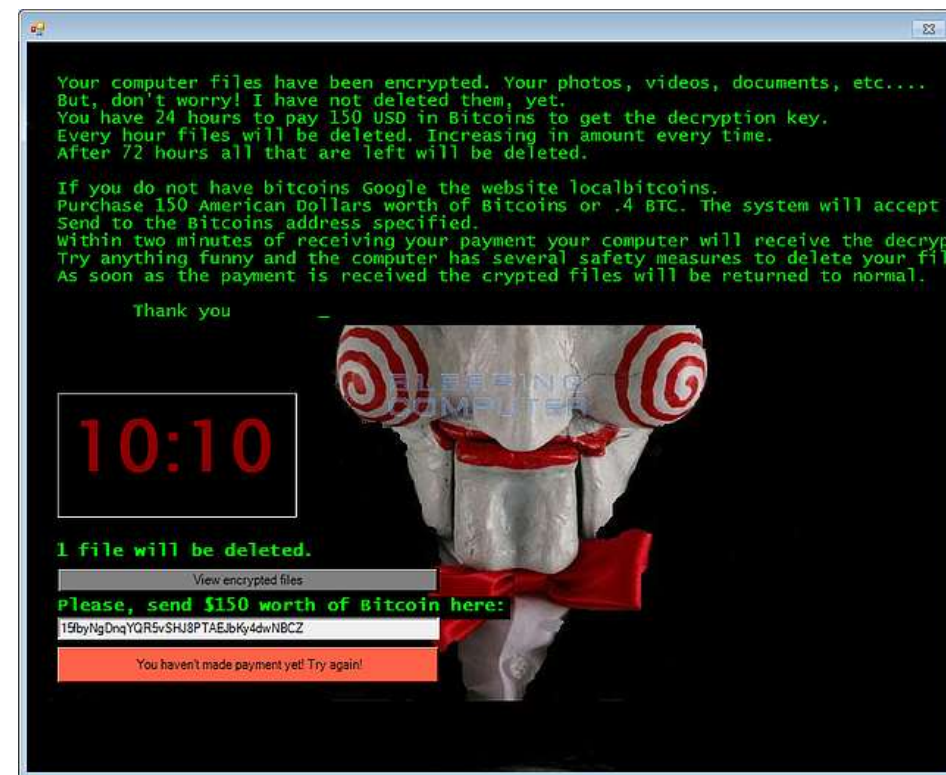 Your computer files have been encrypted. Your photos, videos, documents, etc....
But, don't worry! I have not deleted them, yet.
You have 24 hours to pay 150 USD in Bitcoins to get the decryption key.
Every hour files will be deleted. Increasing in amount every time.
After 72 hours all that are left will be deleted.
If you do not have bitcoins Google the website localbitcoins.
Purchase 150 American Dollars worth of Bitcoins or .4 BTC. The system will accept
Send to the Bitcoins address specified.
Within two minutes of receiving your payment your computer will receive the decryp
Try anything funny and the computer has several safety measures to delete your fil
As soon as the payment is received the crypted files will be returned to normal.
Thank you _
BLEEPING
COMPUTER
10:10
1 file will be deleted.
View encrypted files
Please, send $150 worth of Bitcoin here:
15fbyNgDnqYQR5vSHJ8PTAEJbKy4dwNBCZ
You haven't made payment yet! Try again!